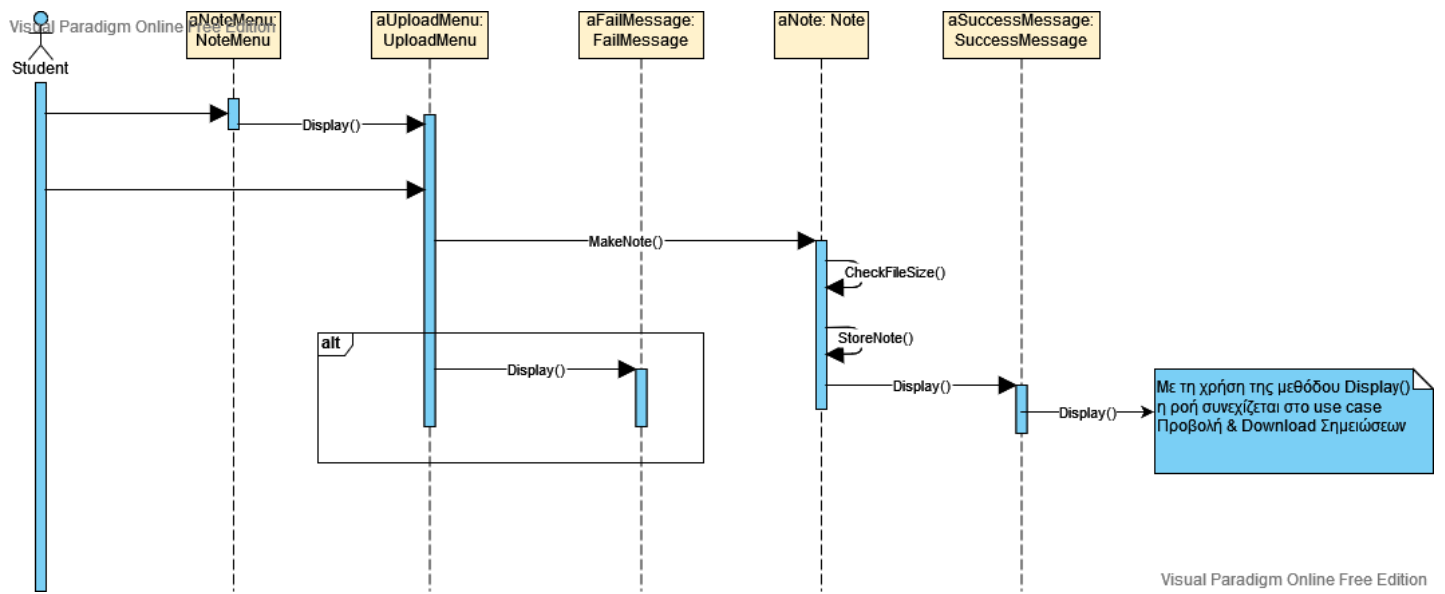 Visual Paradigm Online Free Edition
Student
aNoteMenu:
NoteMenu
aUploadMenu:
UploadMenu
aFailMessage:
FailMessage
aNote: Note
aSuccessMessage:
SuccessMessage
Display()
MakeNote()
CheckFileSize()
StoreNote()
alt
Display()
Display()
Display()
Με τη χρήση της μεθόδου Display()
η ροή συνεχίζεται στο use case
Προβολή & Download Σημειώσεων
Visual Paradigm Online Free Edition